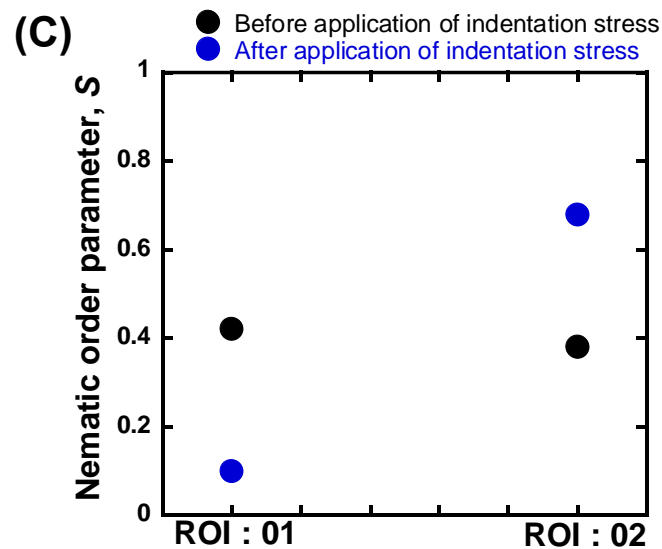 (C)
Before application of indentation stress
After application of indentation stress
Nematic order parameter, S
1
0.8
0.6
0.4
0.2
0
ROI : 01
ROI : 02